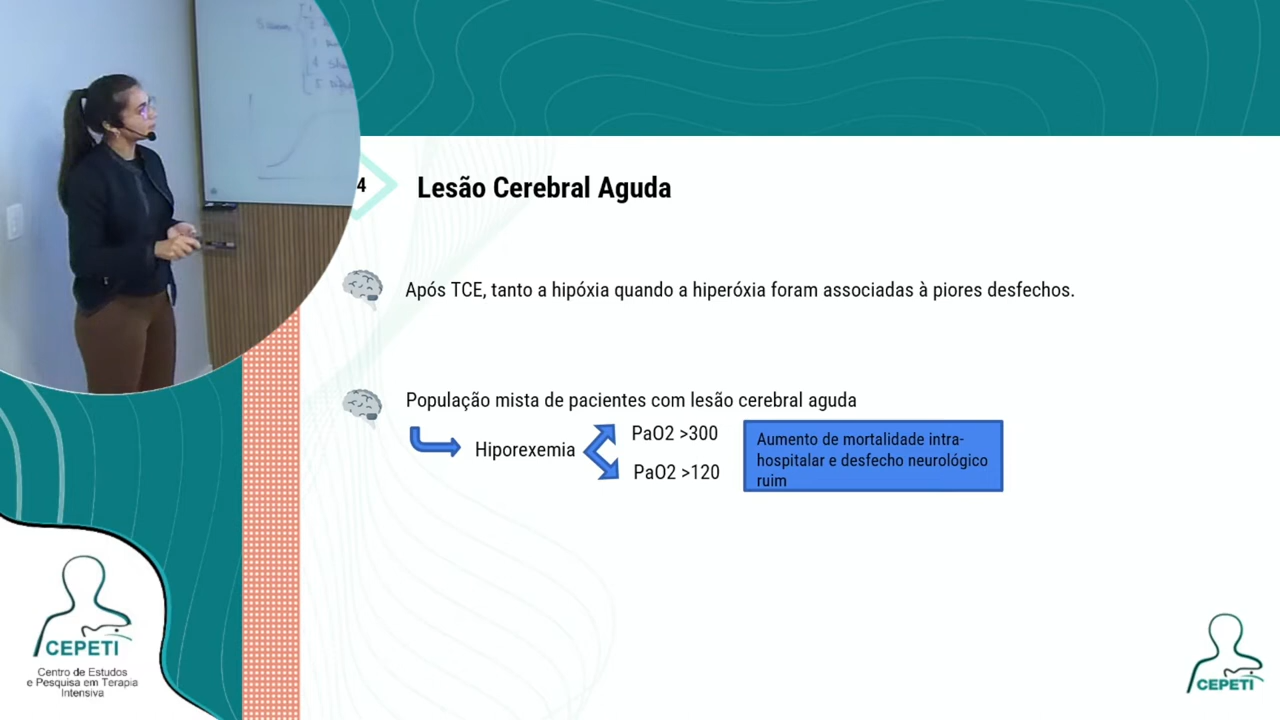 4
Lesão Cerebral Aguda
Após TCE, tanto a hipóxia quando a hiperóxia foram associadas à piores desfechos.
População mista de pacientes com lesão cerebral aguda
Hiporexemia
PaO2 >300
PaO2 >120
Aumento de mortalidade intra-
hospitalar e desfecho neurológico
ruim
CEPETI
Centro de Estudos
e Pesquisa em Terapia
Intensiva
CEPETI